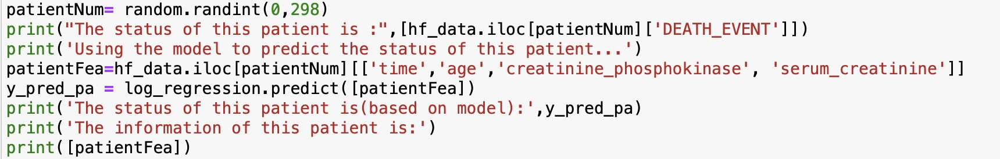 patientNum= random.randint(0,298)
print("The status of this patient is :",[hf_data.iloc[patientNum]['DEATH_EVENT']])
print('Using the model to predict the status of this patient...')
patientFea=hf_data.iloc[patientNum][['time','age','creatinine_phosphokinase', 'serum_creatinine']]
y_pred_pa = log_regression.predict([patientFea])
print('The status of this patient is(based on model):',y_pred_pa)
print('The information of this patient is:')
print([patientFea])